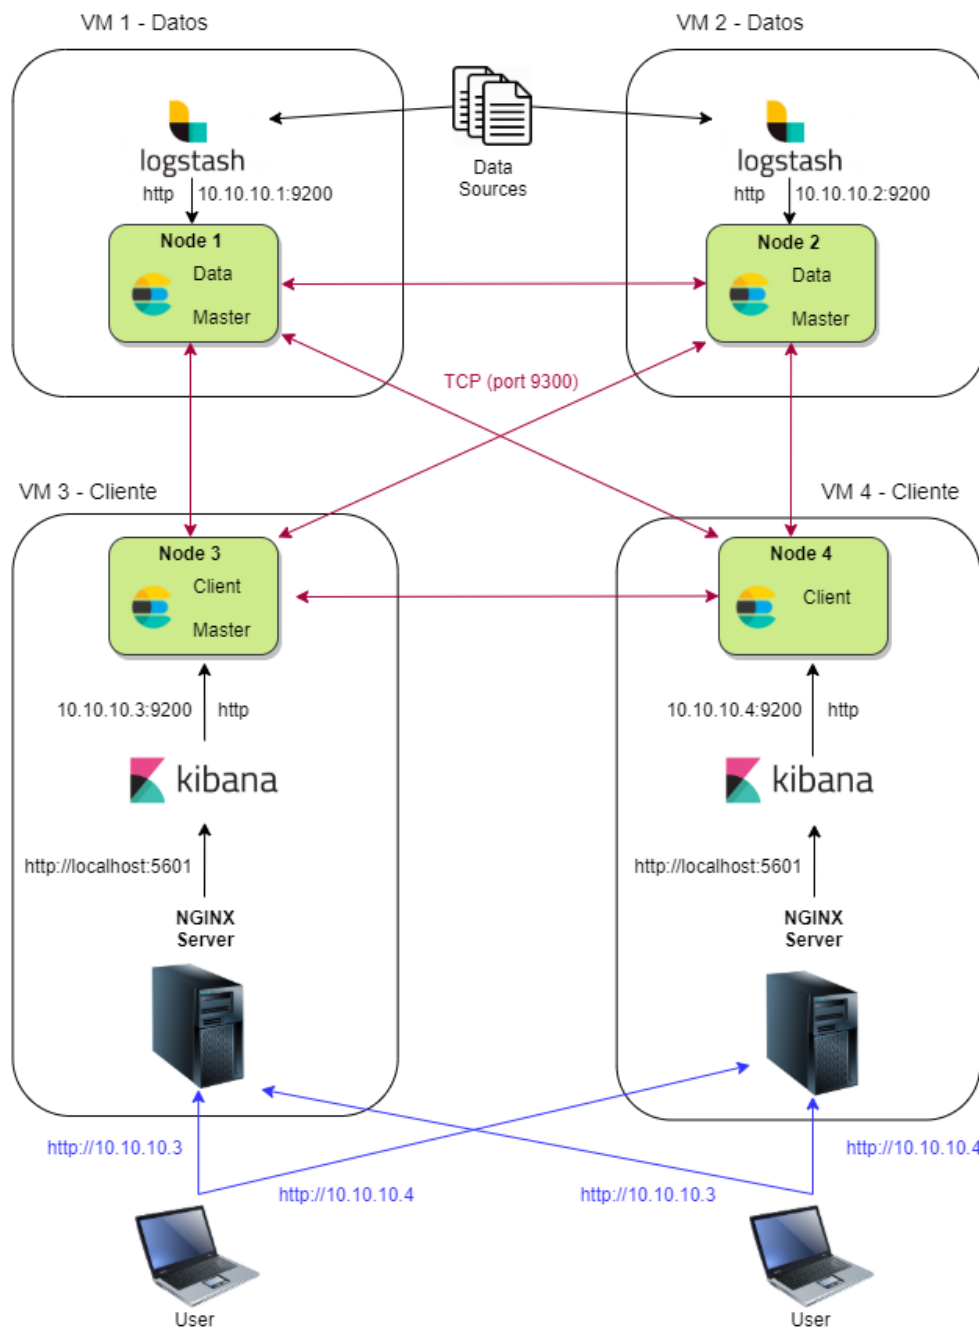 VM 1 - Datos
VM 2 - Datos
logstash
Data
Sources
logstash
http 10.10.10.1:9200
http 10.10.10.2:9200
Node 1
Data
Master
Node 2
Data
Master
TCP (port 9300)
VM 3 - Cliente
VM 4 - Cliente
Node 3
Client
Master
Node 4
Client
10.10.10.3:9200 http
10.10.10.4:9200 http
kibana
kibana
http://localhost:5601
http://localhost:5601
NGINX
Server
NGINX
Server
http://10.10.10.3
http://10.10.10.4
http://10.10.10.4
http://10.10.10.3
User
User